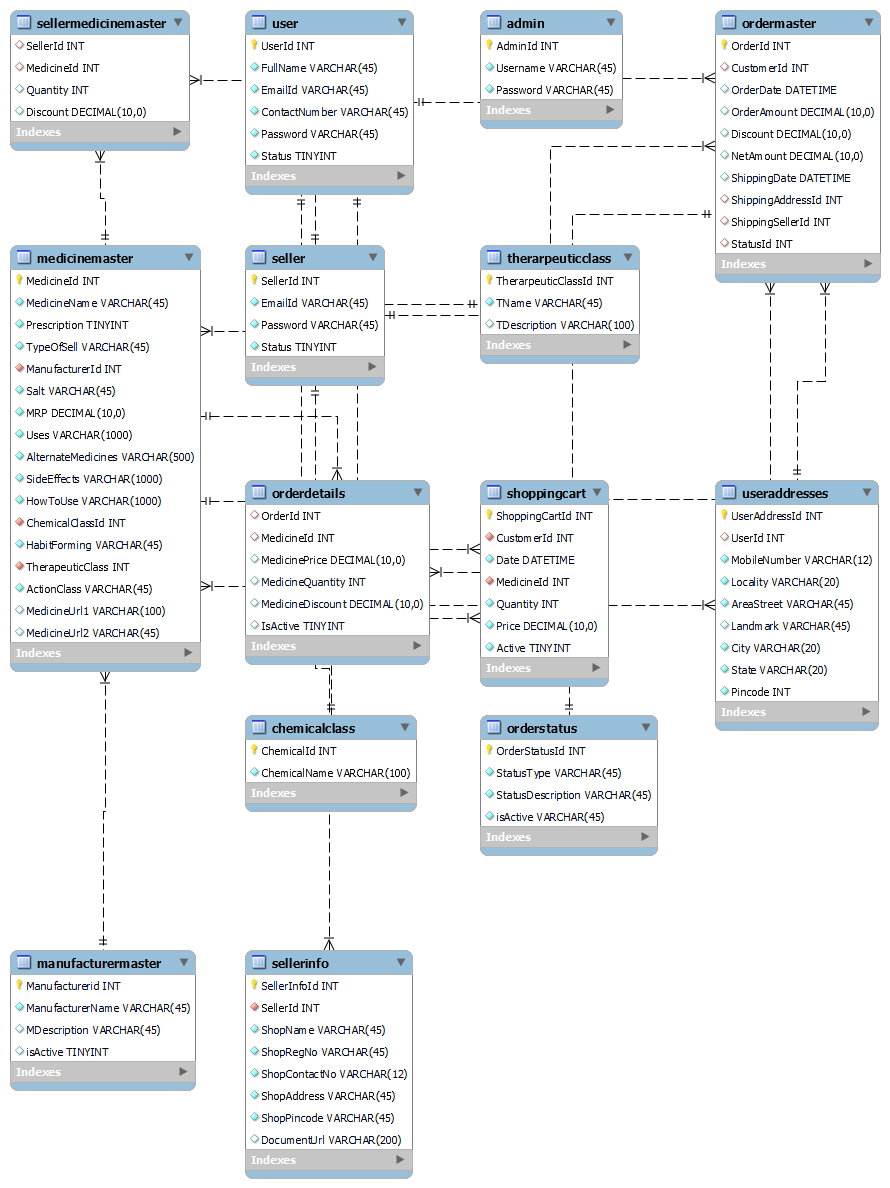 sellermedicinemaster
SellerId INT
MedicineId INT
Quantity INT
Discount DECIMAL(10,0)
Indexes
user
UserId INT
FullName VARCHAR(45)
EmailId VARCHAR(45)
ContactNumber VARCHAR(45)
Password VARCHAR(45)
Status TINYINT
Indexes
admin
AdminId INT
Username VARCHAR(45)
Password VARCHAR(45)
Indexes
ordermaster
OrderId INT
CustomerId INT
OrderDate DATETIME
OrderAmount DECIMAL(10,0)
Discount DECIMAL(10,0)
NetAmount DECIMAL(10,0)
ShippingDate DATETIME
ShippingAddressId INT
ShippingSellerId INT
StatusId INT
Indexes
medicinemaster
MedicineId INT
MedicineName VARCHAR(45)
Prescription TINYINT
TypeOfSell VARCHAR(45)
ManufacturerId INT
Salt VARCHAR(45)
MRP DECIMAL(10,0)
Uses VARCHAR(1000)
AlternateMedicines VARCHAR(500)
SideEffects VARCHAR(1000)
HowToUse VARCHAR(1000)
ChemicalClassId INT
HabitForming VARCHAR(45)
TherapeuticClass INT
ActionClass VARCHAR(45)
MedicineUrl1 VARCHAR(100)
MedicineUrl2 VARCHAR(45)
Indexes
seller
SellerId INT
EmailId VARCHAR(45)
Password VARCHAR(45)
Status TINYINT
Indexes
therarpeuticclass
TherarpeuticClassId INT
TName VARCHAR(45)
TDescription VARCHAR(100)
Indexes
orderdetails
OrderId INT
MedicineId INT
MedicinePrice DECIMAL(10,0)
MedicineQuantity INT
MedicineDiscount DECIMAL(10,0)
IsActive TINYINT
Indexes
shoppingcart
ShoppingCartId INT
CustomerId INT
Date DATETIME
MedicineId INT
Quantity INT
Price DECIMAL(10,0)
Active TINYINT
Indexes
useraddresses
UserAddressId INT
UserId INT
MobileNumber VARCHAR(12)
Locality VARCHAR(20)
AreaStreet VARCHAR(45)
Landmark VARCHAR(45)
City VARCHAR(20)
State VARCHAR(20)
Pincode INT
Indexes
chemicalclass
ChemicalId INT
ChemicalName VARCHAR(100)
Indexes
orderstatus
OrderStatusId INT
StatusType VARCHAR(45)
StatusDescription VARCHAR(45)
isActive VARCHAR(45)
Indexes
manufacturermaster
Manufacturerid INT
ManufacturerName VARCHAR(45)
MDescription VARCHAR(45)
isActive TINYINT
Indexes
sellerinfo
SellerInfoId INT
SellerId INT
ShopName VARCHAR(45)
ShopRegNo VARCHAR(45)
ShopContactNo VARCHAR(12)
ShopAddress VARCHAR(45)
ShopPincode VARCHAR(45)
DocumentUrl VARCHAR(200)
Indexes